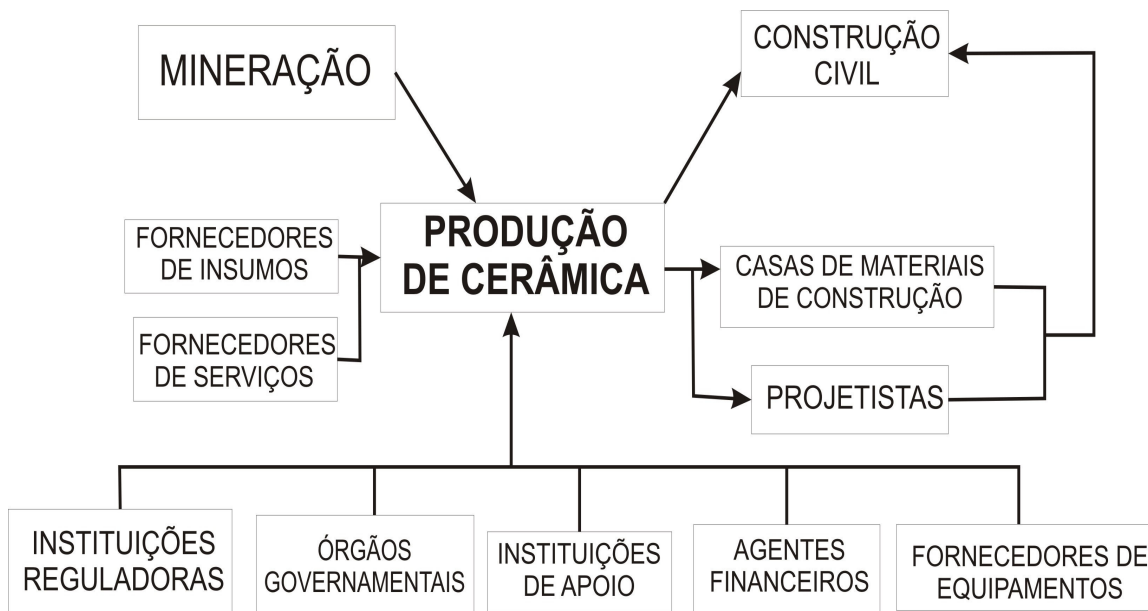 MINERAÇÃO
CONSTRUÇÃO
CIVIL
FORNECEDORES
DE INSUMOS
PRODUÇÃO
DE CERÂMICA
CASAS DE MATERIAIS
DE CONSTRUÇÃO
FORNECEDORES
DE SERVIÇOS
PROJETISTAS
INSTITUIÇÕES
REGULADORAS
ÓRGÃOS
GOVERNAMENTAIS
INSTITUIÇÕES
DE APOIO
AGENTES
FINANCEIROS
FORNECEDORES DE
EQUIPAMENTOS